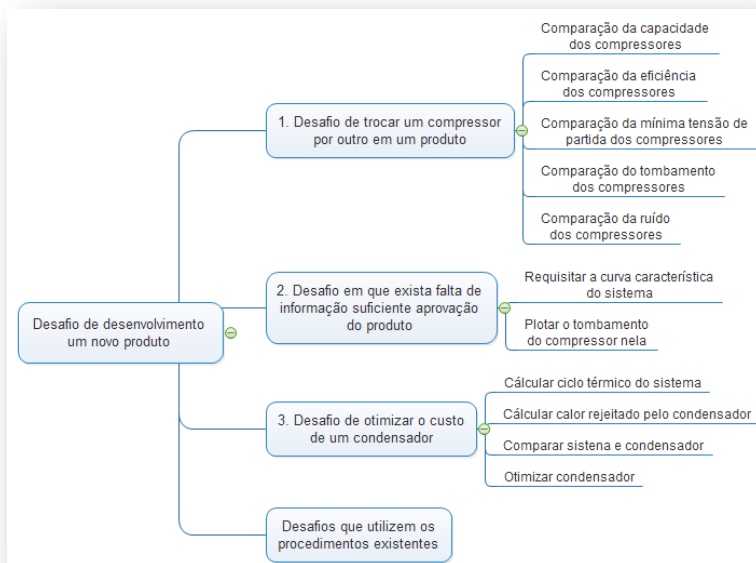 Desafio de desenvolvimento
um novo produto
1. Desafio de trocar um compressor
por outro em um produto
Comparação da capacidade
dos compressores
Comparação da eficiência
dos compressores
Comparação da mínima tensão de
partida dos compressores
Comparação do tombamento
dos compressores
Comparação da ruído
dos compressores
2. Desafio em que exista falta de
informação suficiente aprovação
do produto
Requisitar a curva característica
do sistema
Plotar o tombamento
do compressor nela
3. Desafio de otimizar o custo
de um condensador
Cálcular ciclo térmico do sistema
Cálcular calor rejeitado pelo condensador
Comparar sistena e condensador
Otimizar condensador
Desafios que utilizem os
procedimentos existentes